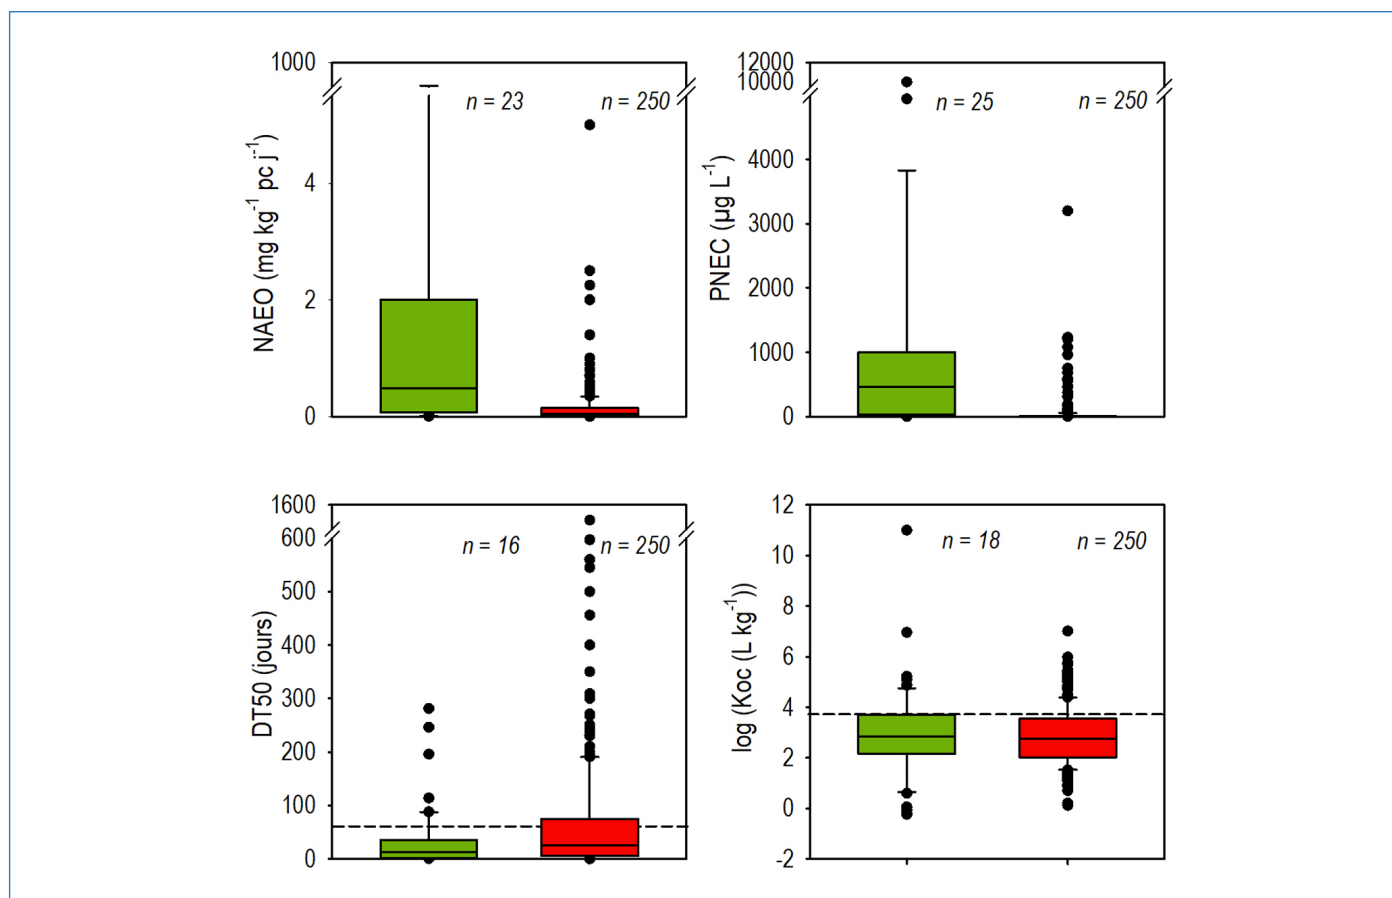 1000
n = 23
n = 250
4
2
0
NAEO (mg kg⁻¹ pc j⁻¹)
12000
10000
n = 25
n = 250
4000
3000
2000
1000
0
PNEC (µg L⁻¹)
1600
600
n = 16
n = 250
500
400
300
200
100
0
DT50 (jours)
12
n = 18
n = 250
10
8
6
4
2
0
-2
log (Koc (L kg⁻¹))